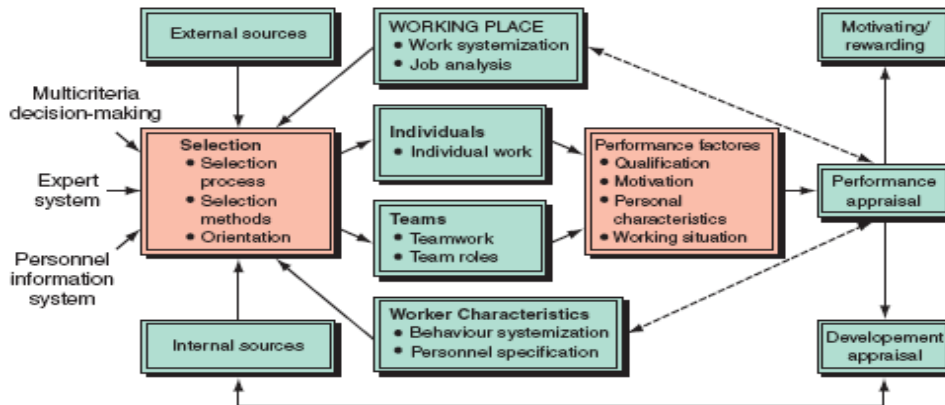 External sources
WORKING PLACE
• Work systemization
• Job analysis
Motivating/
rewarding
Multicriteria
decision-making
Expert
system
Personnel
information
system
Selection
• Selection
process
• Selection
methods
• Orientation
Individuals
• Individual work
Teams
• Teamwork
• Team roles
Performance factores
• Qualification
• Motivation
• Personal
characteristics
• Working situation
Performance
appraisal
Internal sources
Worker Characteristics
• Behaviour systemization
• Personnel specification
Developement
appraisal